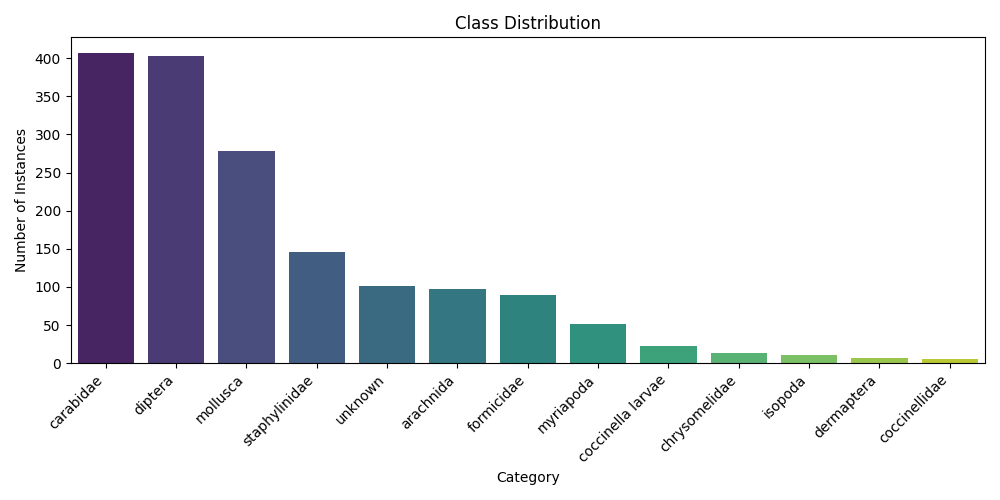 Class Distribution
Number of Instances
400
350
300
250
200
150
100
50
0
carabidae
diptera
mollusca
staphylinidae
unknown
arachnida
formicidae
myriapoda
coccinella larvae
chrysomelidae
isopoda
dermaptera
coccinellidae
Category